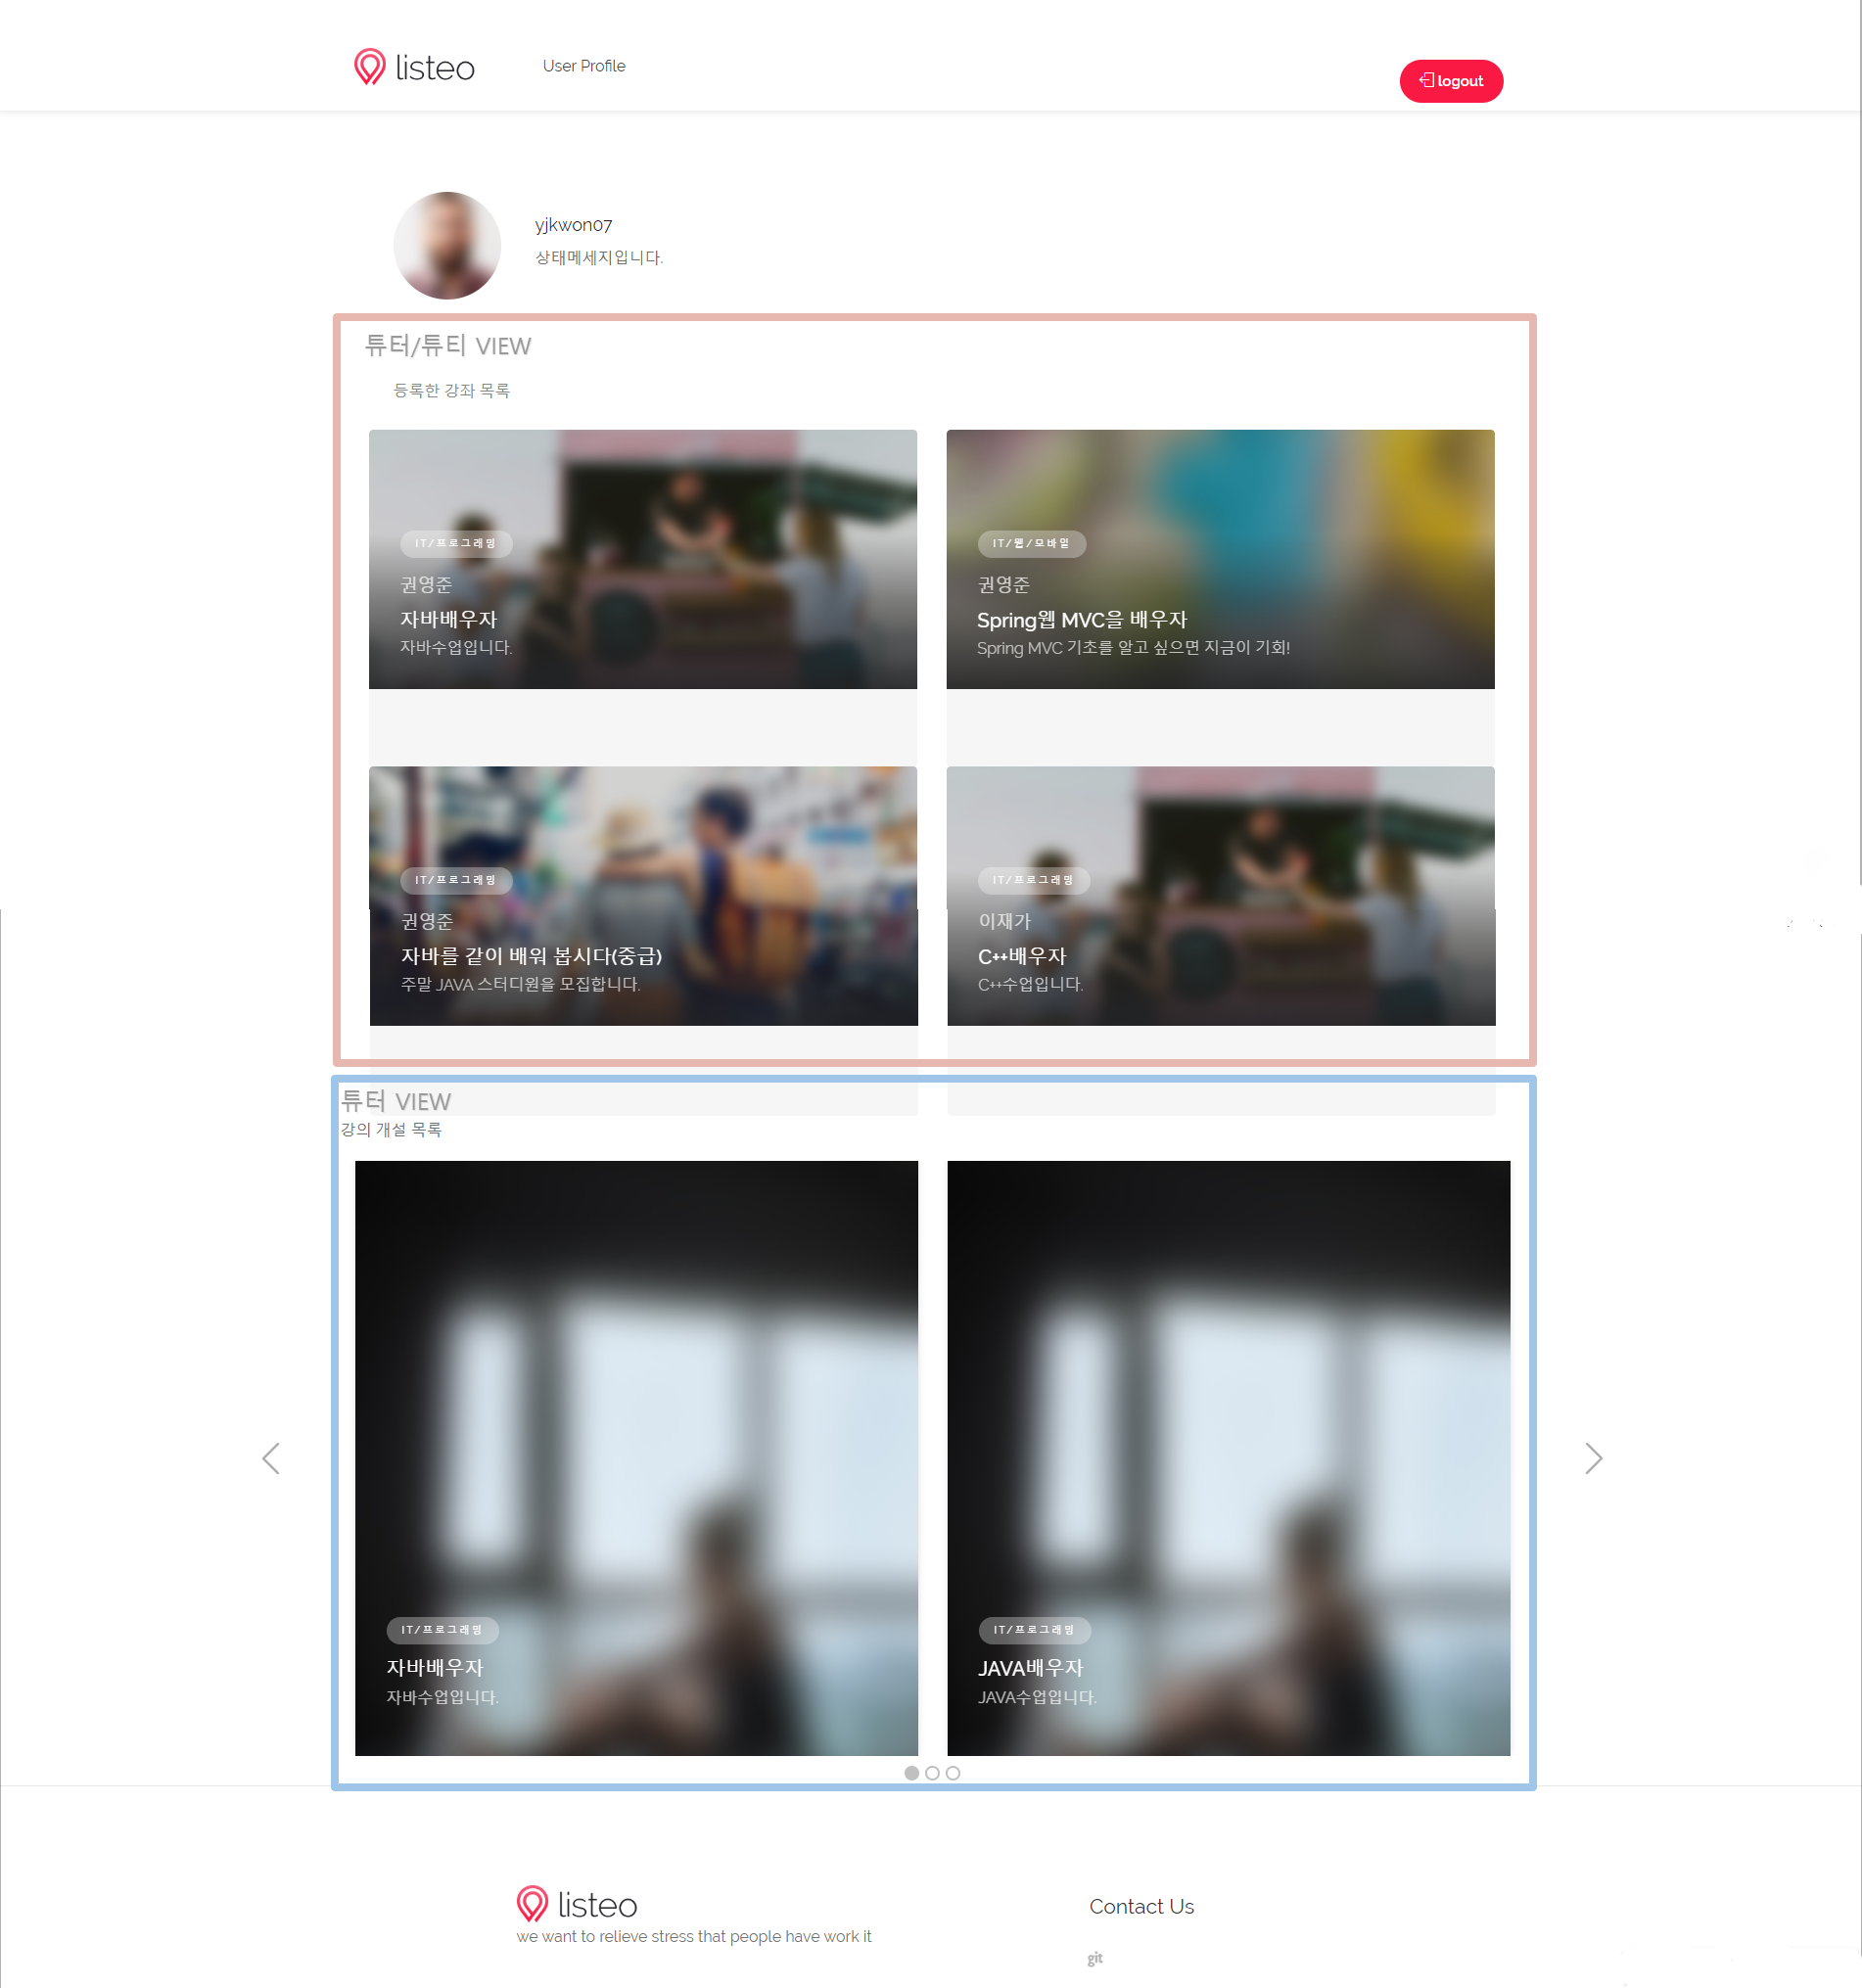 listeo
User Profile
logout
yjkwon07
상태메세지입니다.
튜터/튜티 VIEW
등록한 강좌 목록
IT/프로그래밍
권영준
자바배우자
자바수업입니다.
IT/웹/모바일
권영준
Spring웹 MVC을 배우자
Spring MVC 기초를 알고 싶으면 지금이 기회!
IT/프로그래밍
권영준
자바를 같이 배워 봅시다(중급)
주말 JAVA 스터디원을 모집합니다.
IT/프로그래밍
이재가
C++배우자
C++수업입니다.
튜터 VIEW
강의 개설 목록
IT/프로그래밍
자바배우자
자바수업입니다.
IT/프로그래밍
JAVA배우자
JAVA수업입니다.
listeo
we want to relieve stress that people have work it
Contact Us
git